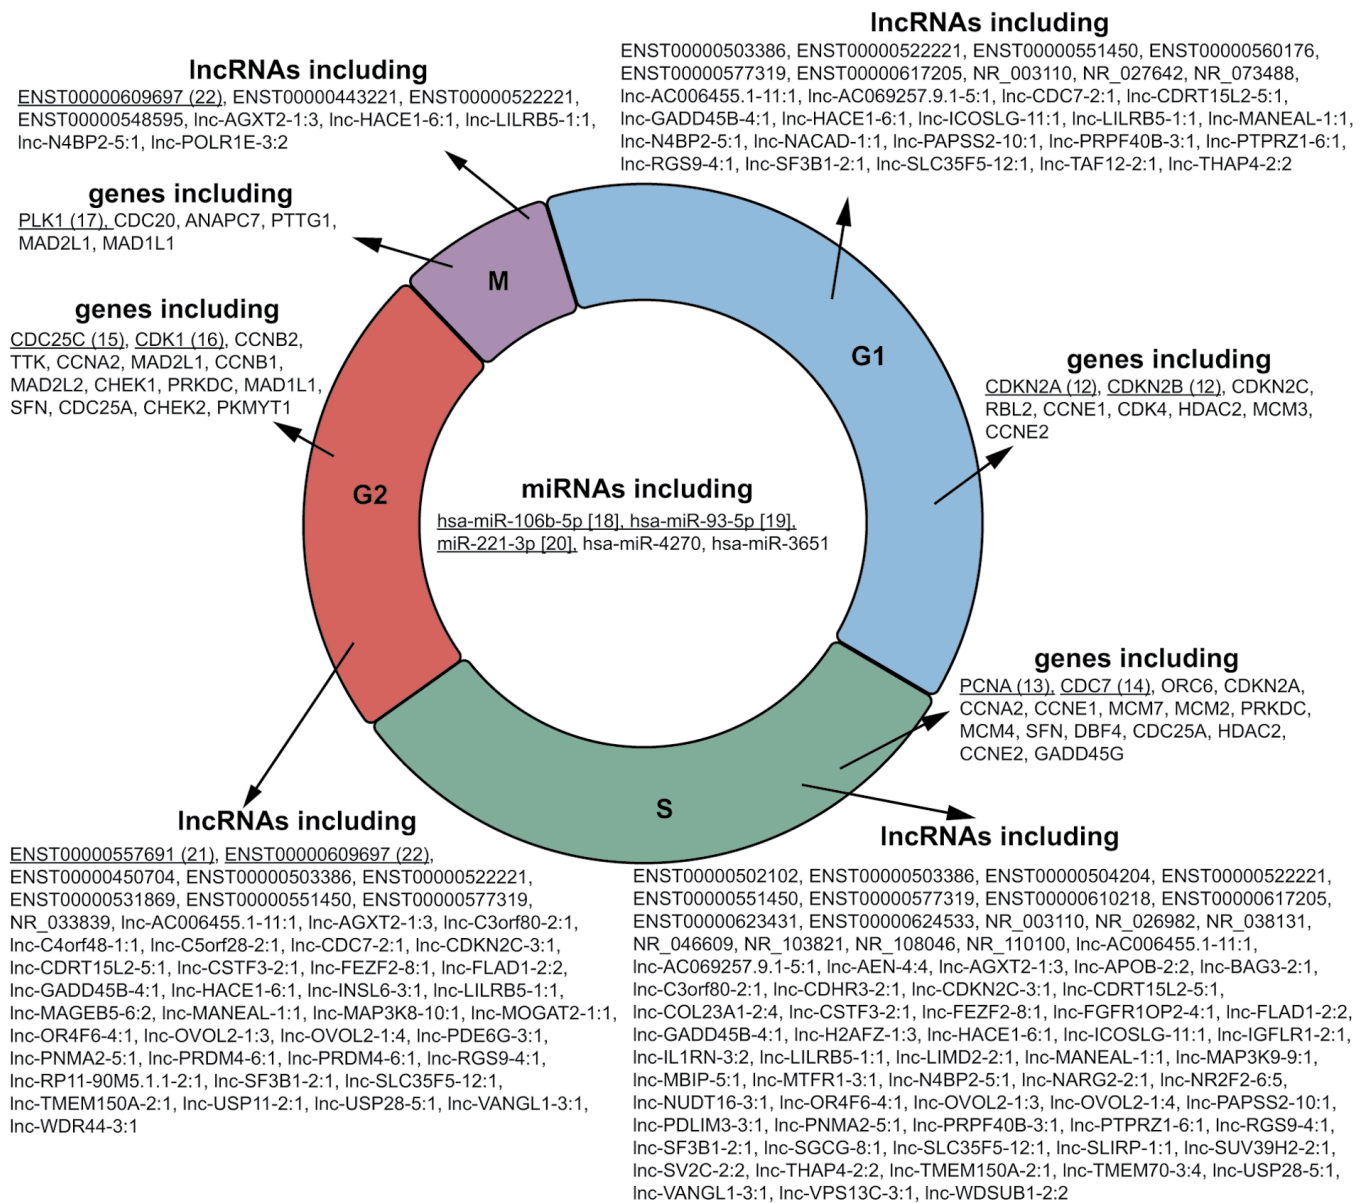 lncRNAs including
ENST00000503386, ENST00000522221, ENST00000551450, ENST00000560176,
ENST00000577319, ENST00000617205, NR_003110, NR_027642, NR_073488,
lnc-AC006455.1-11:1, lnc-AC069257.9.1-5:1, lnc-CDC7-2:1, lnc-CDRT15L2-5:1,
lnc-GADD45B-4:1, lnc-HACE1-6:1, lnc-ICOSLG-11:1, lnc-LILRB5-1:1, lnc-MANEAL-1:1,
lnc-N4BP2-5:1, lnc-NACAD-1:1, lnc-PAPSS2-10:1, lnc-PRPF40B-3:1, lnc-PTPRZ1-6:1,
lnc-RGS9-4:1, lnc-SF3B1-2:1, lnc-SLC35F5-12:1, lnc-TAF12-2:1, lnc-THAP4-2:2
lncRNAs including
ENST00000609697 (22), ENST00000443221, ENST00000522221,
ENST00000548595, lnc-AGXT2-1:3, lnc-HACE1-6:1, lnc-LILRB5-1:1,
lnc-N4BP2-5:1, lnc-POLR1E-3:2
genes including
PLK1 (17), CDC20, ANAPC7, PTTG1,
MAD2L1, MAD1L1
M
genes including
CDC25C (15), CDK1 (16), CCNB2,
TTK, CCNA2, MAD2L1, CCNB1,
MAD2L2, CHEK1, PRKDC, MAD1L1,
SFN, CDC25A, CHEK2, PKMYT1
G1
genes including
CDKN2A (12), CDKN2B (12), CDKN2C,
RBL2, CCNE1, CDK4, HDAC2, MCM3,
CCNE2
G2
miRNAs including
hsa-miR-106b-5p [18], hsa-miR-93-5p [19],
miR-221-3p [20], hsa-miR-4270, hsa-miR-3651
genes including
PCNA (13), CDC7 (14), ORC6, CDKN2A,
CCNA2, CCNE1, MCM7, MCM2, PRKDC,
MCM4, SFN, DBF4, CDC25A, HDAC2,
CCNE2, GADD45G
S
lncRNAs including
ENST00000557691 (21), ENST00000609697 (22),
ENST00000450704, ENST00000503386, ENST00000522221,
ENST00000531869, ENST00000551450, ENST00000577319,
NR_033839, lnc-AC006455.1-11:1, lnc-AGXT2-1:3, lnc-C3orf80-2:1,
lnc-C4orf48-1:1, lnc-C5orf28-2:1, lnc-CDC7-2:1, lnc-CDKN2C-3:1,
lnc-CDRT15L2-5:1, lnc-CSTF3-2:1, lnc-FEZF2-8:1, lnc-FLAD1-2:2,
lnc-GADD45B-4:1, lnc-HACE1-6:1, lnc-INSL6-3:1, lnc-LILRB5-1:1,
lnc-MAGEB5-6:2, lnc-MANEAL-1:1, lnc-MAP3K8-10:1, lnc-MOGAT2-1:1,
lnc-OR4F6-4:1, lnc-OVOL2-1:3, lnc-OVOL2-1:4, lnc-PDE6G-3:1,
lnc-PNMA2-5:1, lnc-PRDM4-6:1, lnc-PRDM4-6:1, lnc-RGS9-4:1,
lnc-RP11-90M5.1.1-2:1, lnc-SF3B1-2:1, lnc-SLC35F5-12:1,
lnc-TMEM150A-2:1, lnc-USP11-2:1, lnc-USP28-5:1, lnc-VANGL1-3:1,
lnc-WDR44-3:1
lncRNAs including
ENST00000502102, ENST00000503386, ENST00000504204, ENST00000522221,
ENST00000551450, ENST00000577319, ENST00000610218, ENST00000617205,
ENST00000623431, ENST00000624533, NR_003110, NR_026982, NR_038131,
NR_046609, NR_103821, NR_108046, NR_110100, lnc-AC006455.1-11:1,
lnc-AC069257.9.1-5:1, lnc-AEN-4:4, lnc-AGXT2-1:3, lnc-APOB-2:2, lnc-BAG3-2:1,
lnc-C3orf80-2:1, lnc-CDHR3-2:1, lnc-CDKN2C-3:1, lnc-CDRT15L2-5:1,
lnc-COL23A1-2:4, lnc-CSTF3-2:1, lnc-FEZF2-8:1, lnc-FGFR1OP2-4:1, lnc-FLAD1-2:2,
lnc-GADD45B-4:1, lnc-H2AFZ-1:3, lnc-HACE1-6:1, lnc-ICOSLG-11:1, lnc-IGFLR1-2:1,
lnc-IL1RN-3:2, lnc-LILRB5-1:1, lnc-LIMD2-2:1, lnc-MANEAL-1:1, lnc-MAP3K9-9:1,
lnc-MBIP-5:1, lnc-MTFR1-3:1, lnc-N4BP2-5:1, lnc-NARG2-2:1, lnc-NR2F2-6:5,
lnc-NUDT16-3:1, lnc-OR4F6-4:1, lnc-OVOL2-1:3, lnc-OVOL2-1:4, lnc-PAPSS2-10:1,
lnc-PDLIM3-3:1, lnc-PNMA2-5:1, lnc-PRPF40B-3:1, lnc-PTPRZ1-6:1, lnc-RGS9-4:1,
lnc-SF3B1-2:1, lnc-SGCG-8:1, lnc-SLC35F5-12:1, lnc-SLIRP-1:1, lnc-SUV39H2-2:1,
lnc-SV2C-2:2, lnc-THAP4-2:2, lnc-TMEM150A-2:1, lnc-TMEM70-3:4, lnc-USP28-5:1,
lnc-VANGL1-3:1, lnc-VPS13C-3:1, lnc-WDSUB1-2:2